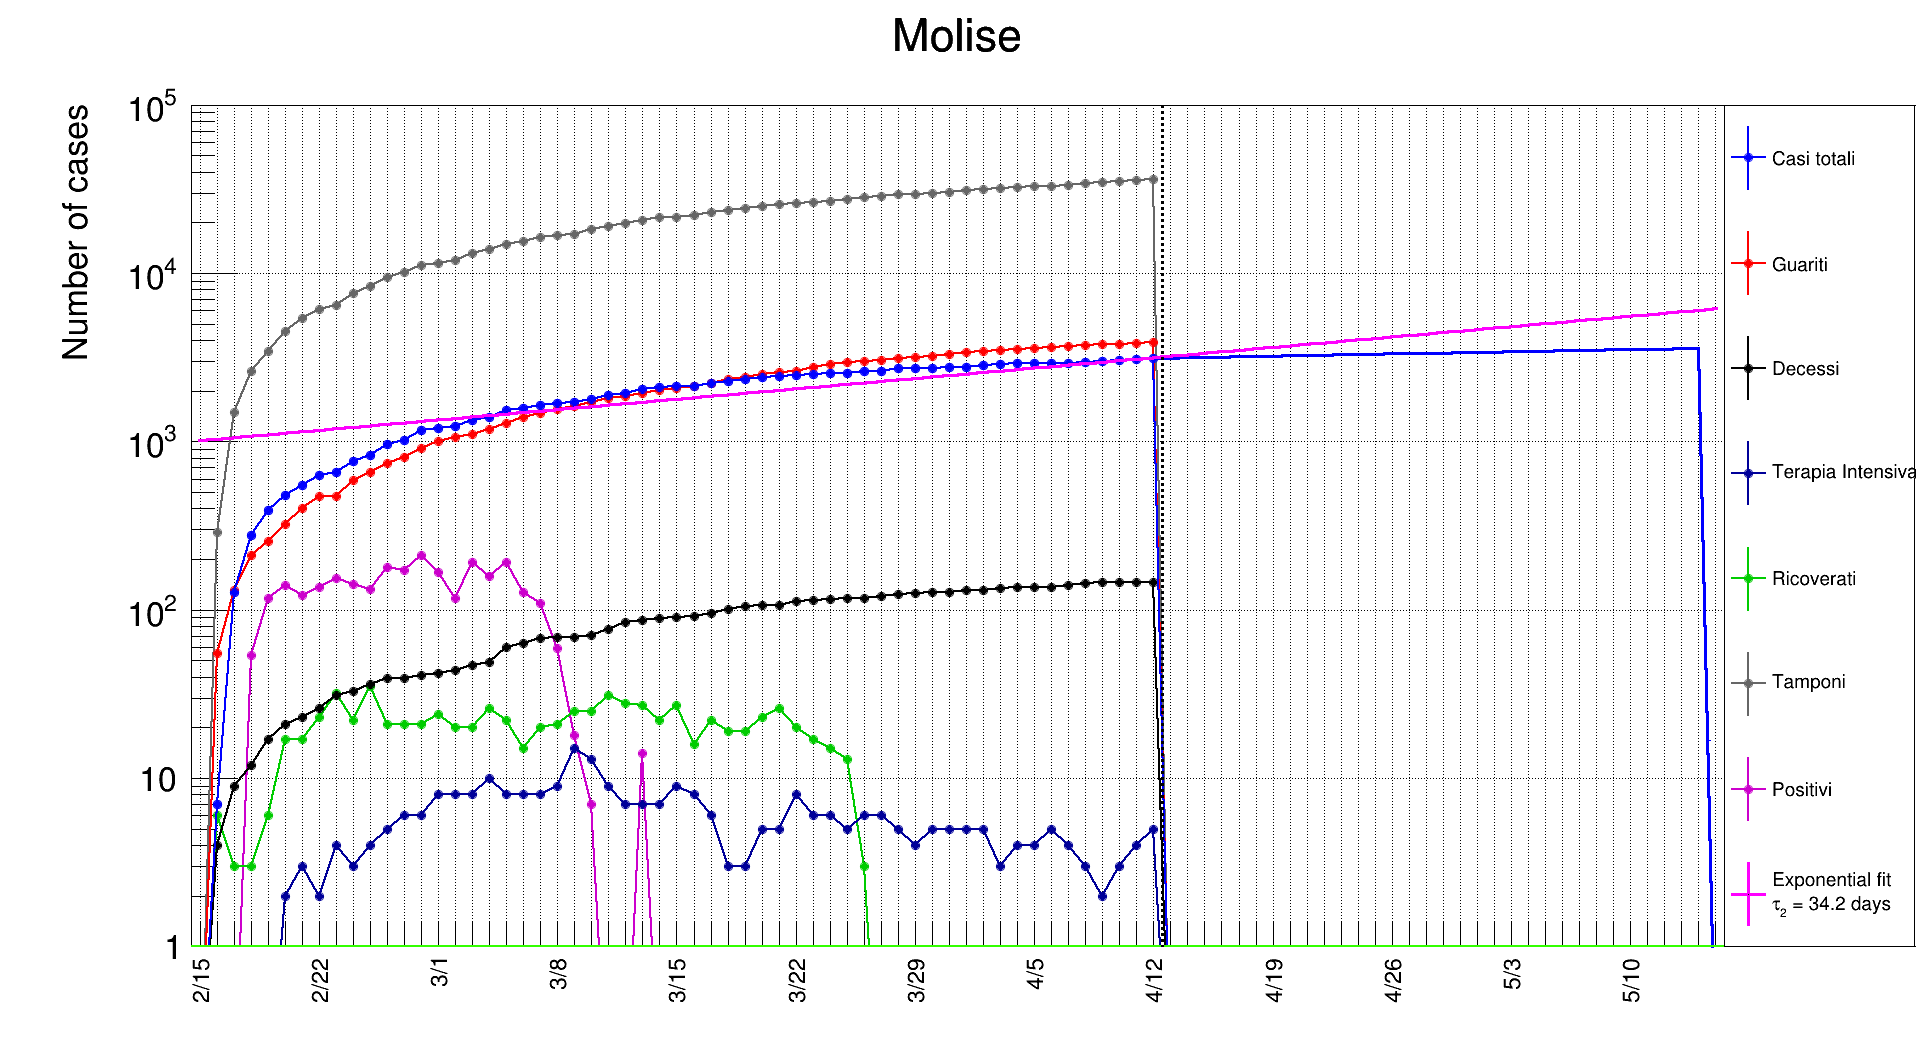 Molise
Number of cases
10^5
10^4
10^3
10^2
10
1
2/15
2/22
3/1
3/8
3/15
3/22
3/29
4/5
4/12
4/19
4/26
5/3
5/10
Casi totali
Guariti
Decessi
Terapia Intensiva
Ricoverati
Tamponi
Positivi
Exponential fit
τ₂ = 34.2 days